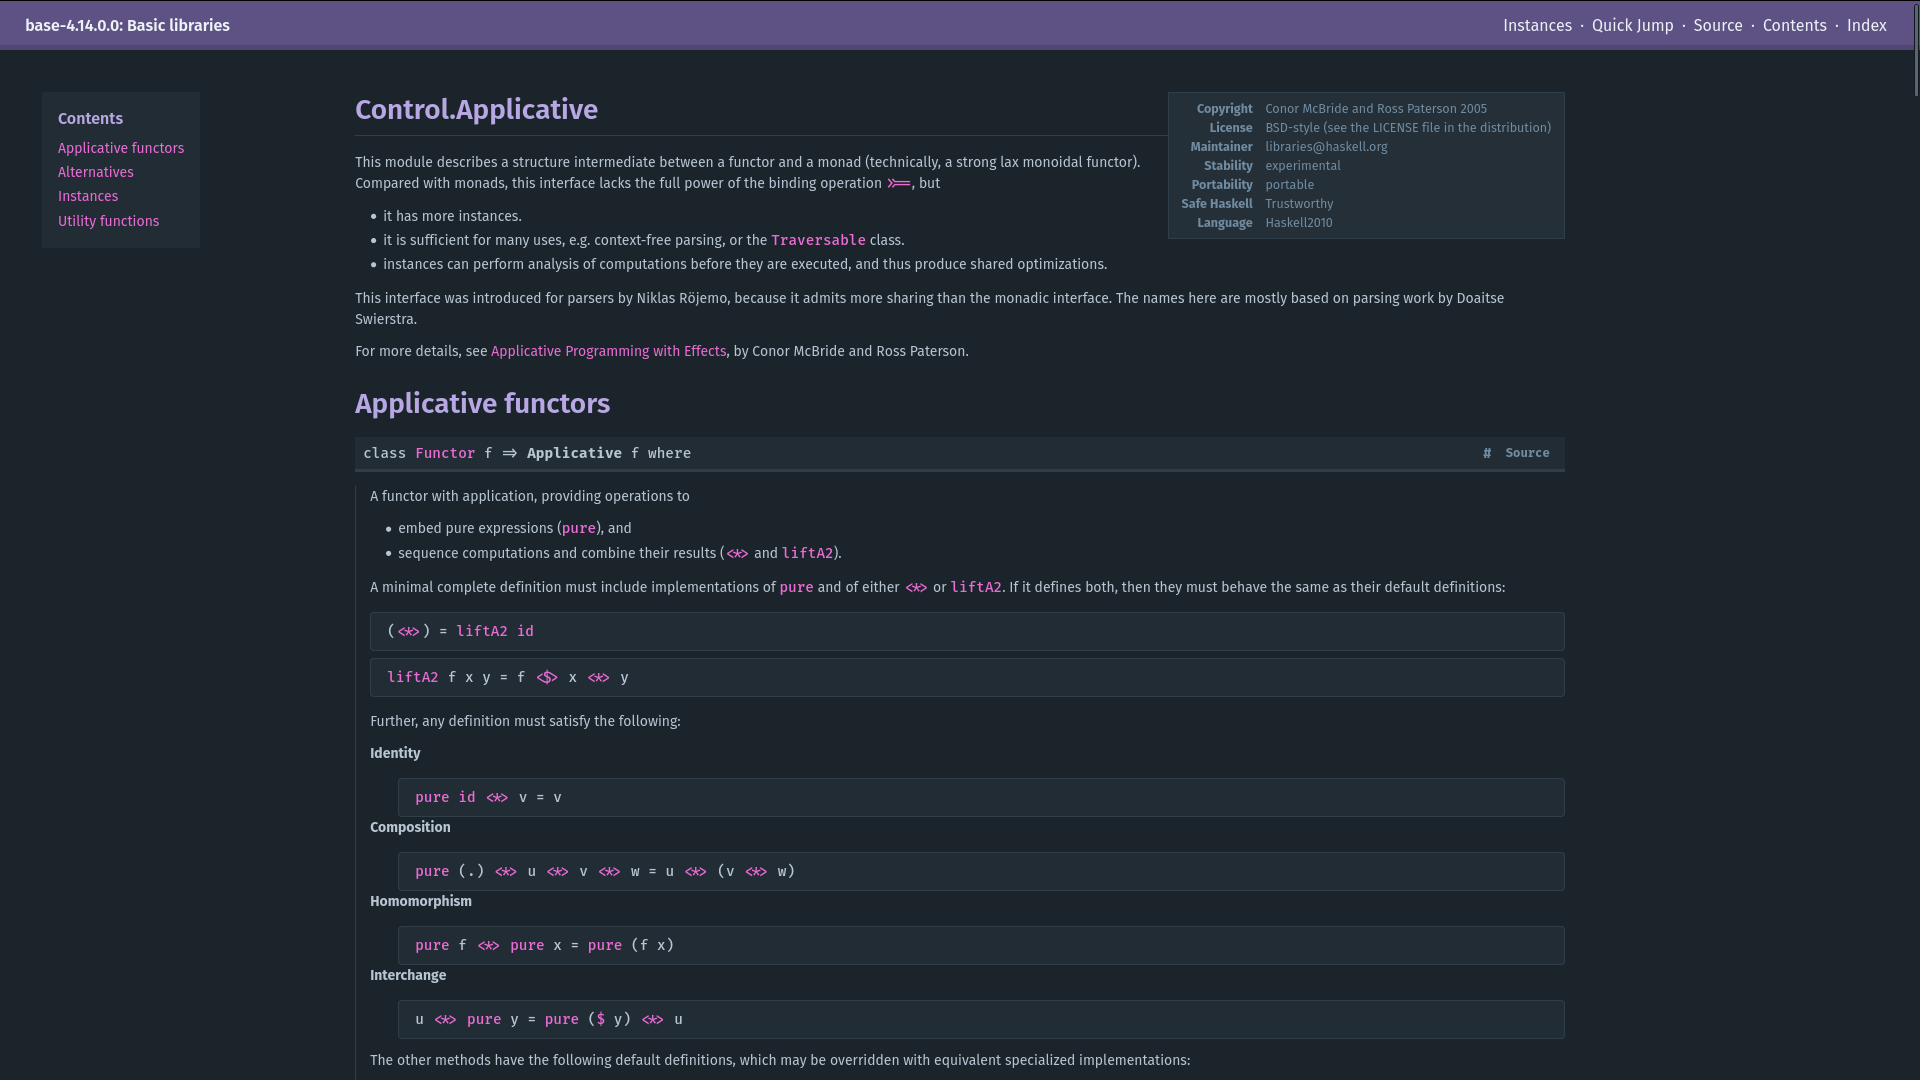 base-4.14.0.0: Basic libraries
Instances · Quick Jump · Source · Contents · Index
Contents
Applicative functors
Alternatives
Instances
Utility functions
Control.Applicative
Copyright Conor McBride and Ross Paterson 2005
License BSD-style (see the LICENSE file in the distribution)
Maintainer libraries@haskell.org
Stability experimental
Portability portable
Safe Haskell Trustworthy
Language Haskell2010
This module describes a structure intermediate between a functor and a monad (technically, a strong lax monoidal functor).
Compared with monads, this interface lacks the full power of the binding operation >>=, but
• it has more instances.
• it is sufficient for many uses, e.g. context-free parsing, or the Traversable class.
• instances can perform analysis of computations before they are executed, and thus produce shared optimizations.
This interface was introduced for parsers by Niklas Röjemo, because it admits more sharing than the monadic interface. The names here are mostly based on parsing work by Doaitse
Swierstra.
For more details, see Applicative Programming with Effects, by Conor McBride and Ross Paterson.
Applicative functors
class Functor f => Applicative f where # Source
A functor with application, providing operations to
• embed pure expressions (pure), and
• sequence computations and combine their results (<*> and liftA2).
A minimal complete definition must include implementations of pure and of either <*> or liftA2. If it defines both, then they must behave the same as their default definitions:
(<*>) = liftA2 id
liftA2 f x y = f <$> x <*> y
Further, any definition must satisfy the following:
Identity
pure id <*> v = v
Composition
pure (.) <*> u <*> v <*> w = u <*> (v <*> w)
Homomorphism
pure f <*> pure x = pure (f x)
Interchange
u <*> pure y = pure ($ y) <*> u
The other methods have the following default definitions, which may be overridden with equivalent specialized implementations: